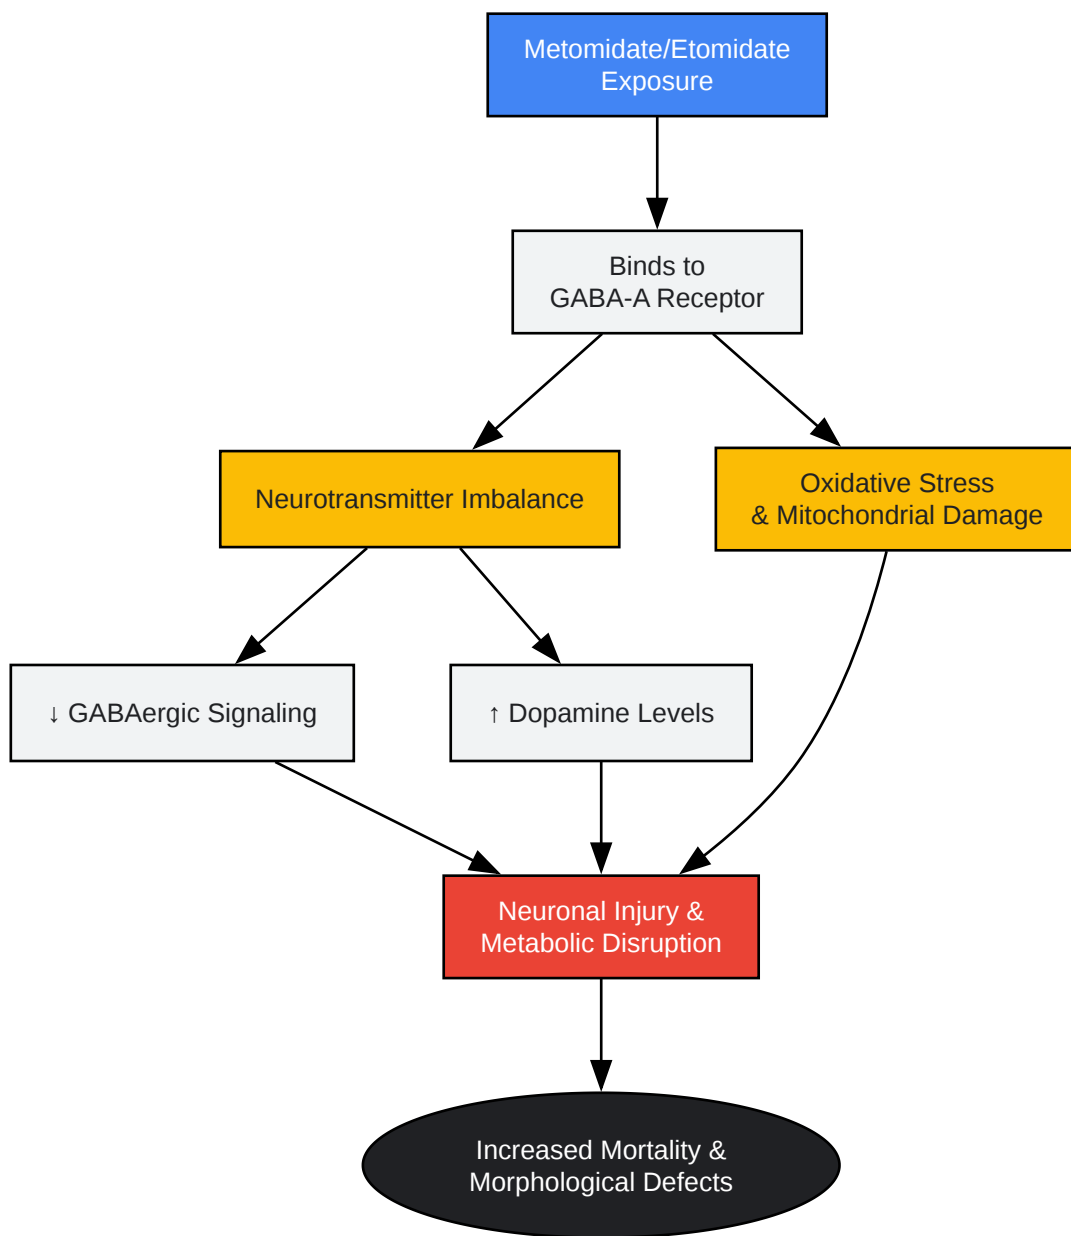 Metomidate/Etomidate
Exposure
Binds to
GABA-A Receptor
Neurotransmitter Imbalance
Oxidative Stress
& Mitochondrial Damage
↓ GABAergic Signaling
↑ Dopamine Levels
Neuronal Injury &
Metabolic Disruption
Increased Mortality &
Morphological Defects